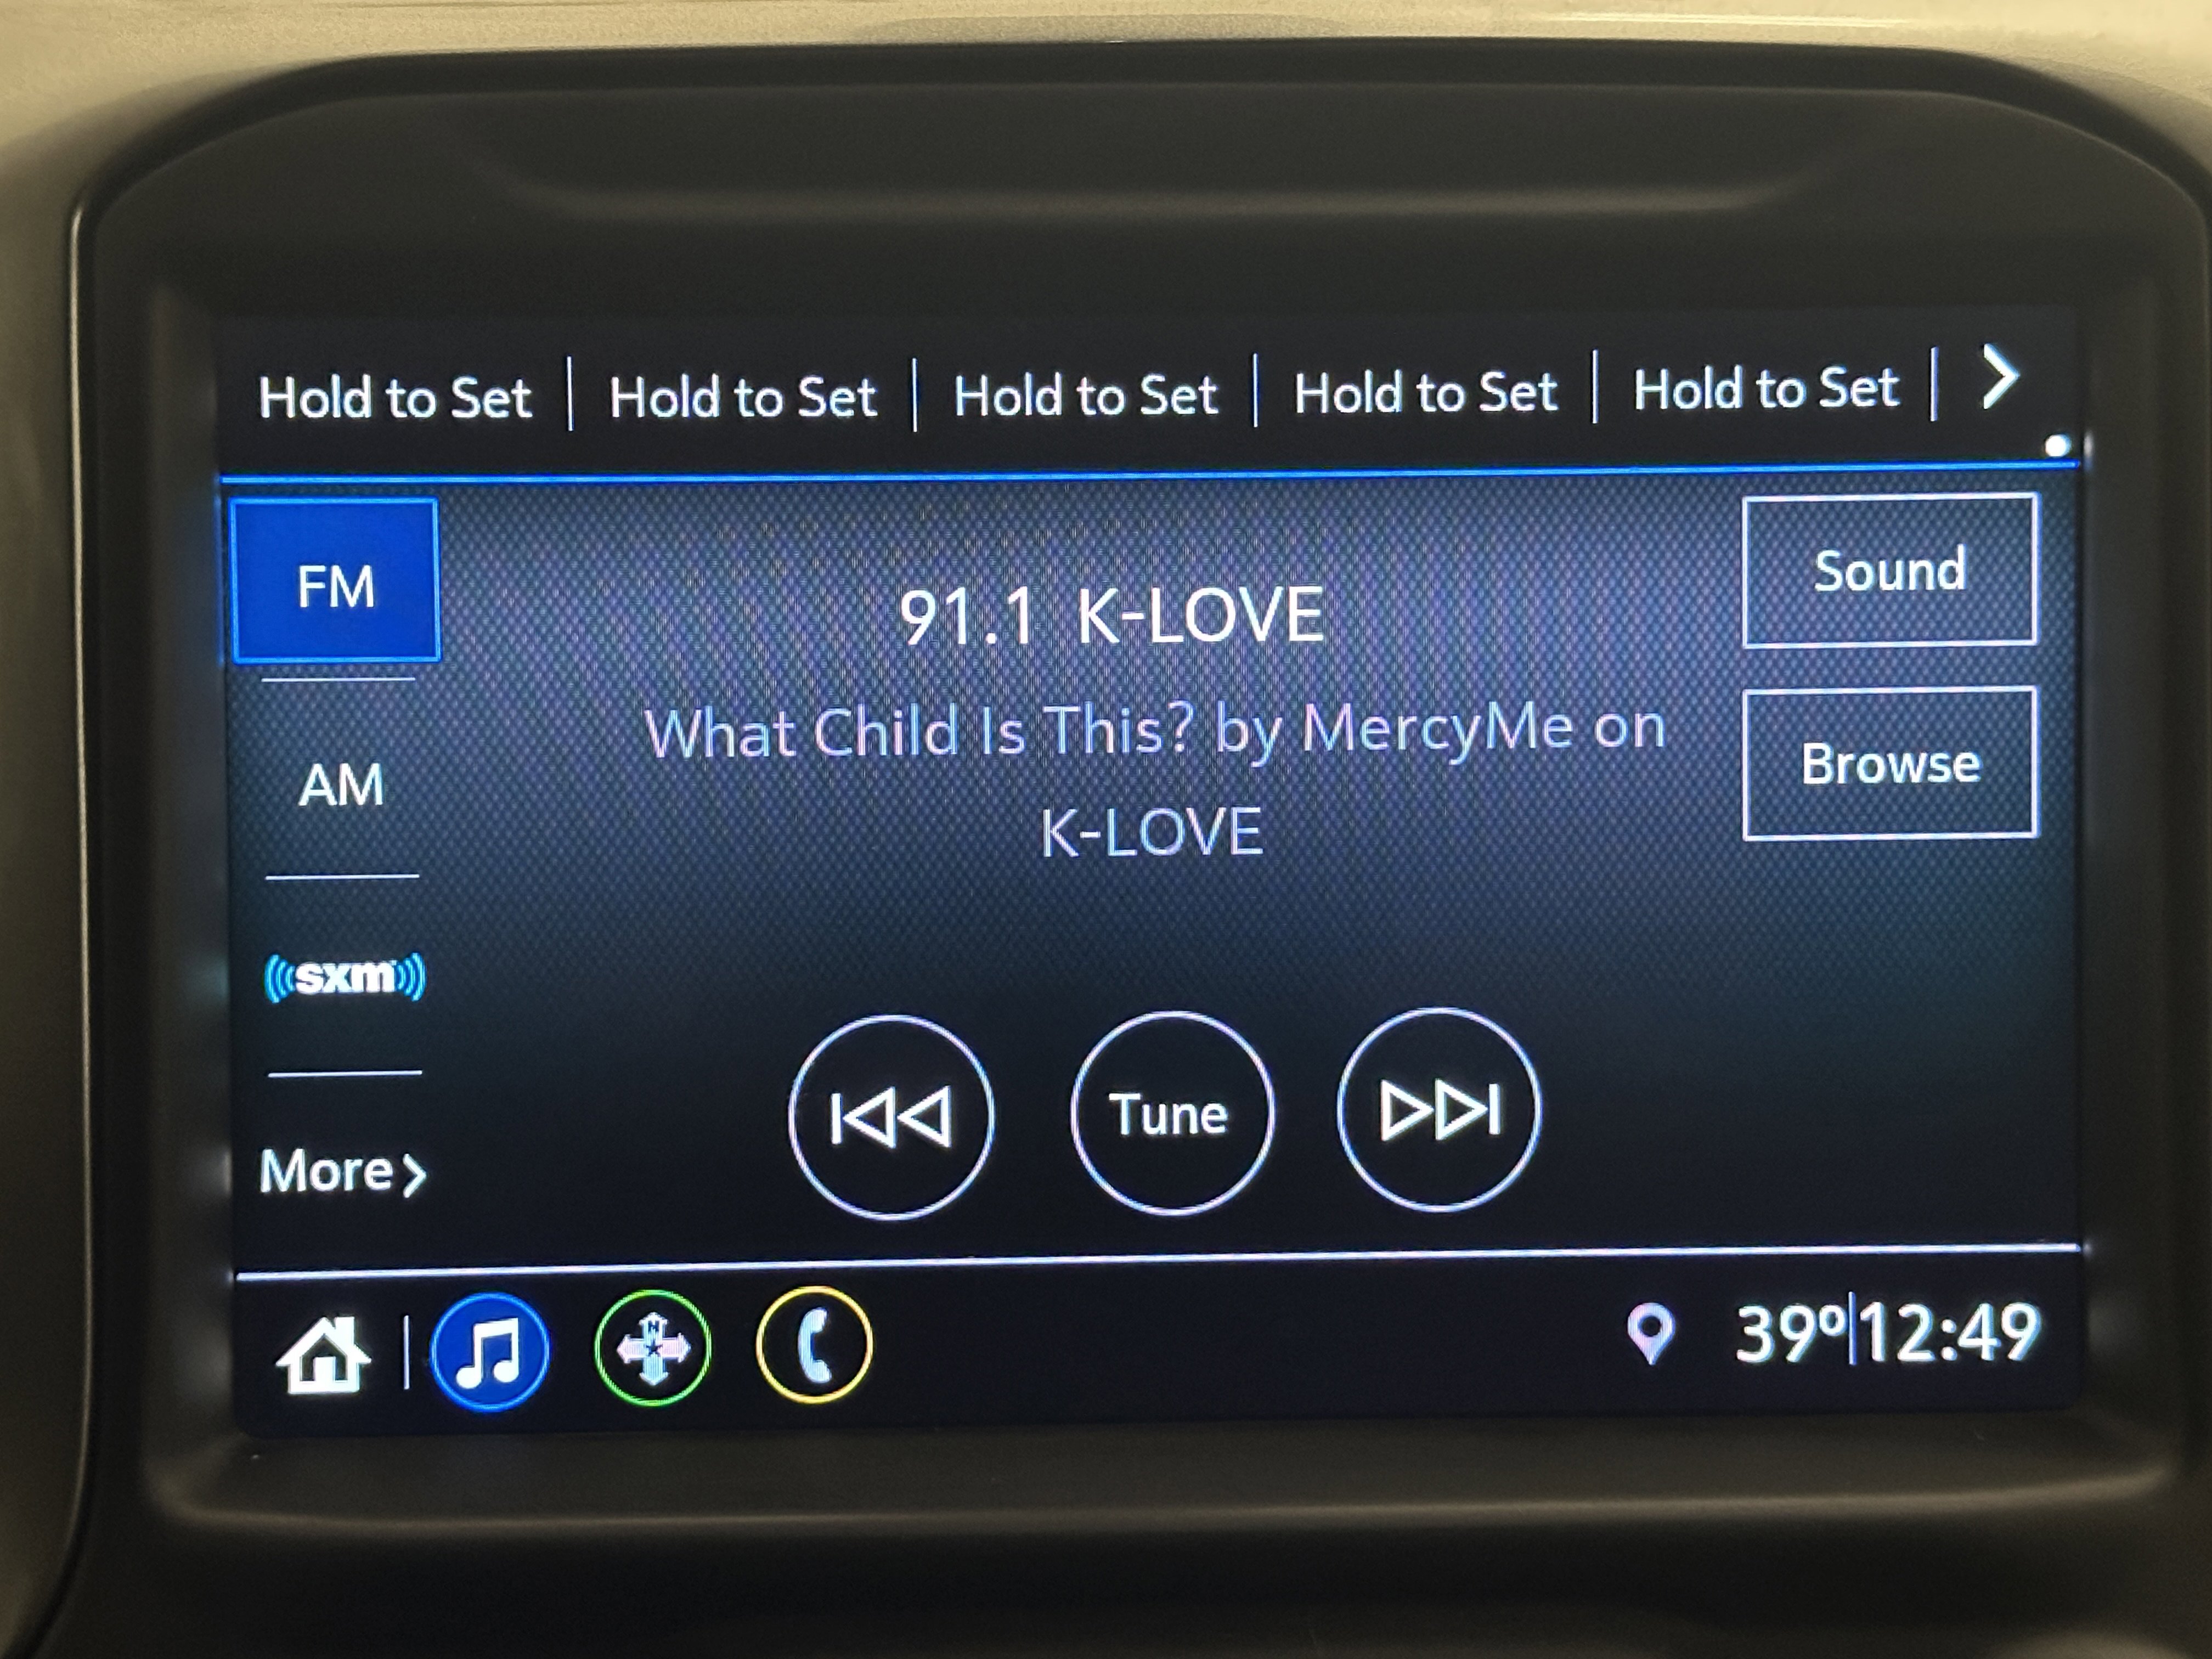 Hold to Set | Hold to Set | Hold to Set | Hold to Set | Hold to Set |
FM
91.1 K-LOVE
What Child Is This? by MercyMe on
K-LOVE
Sound
Browse
AM
sxm
More
Tune
N
39º|12:49